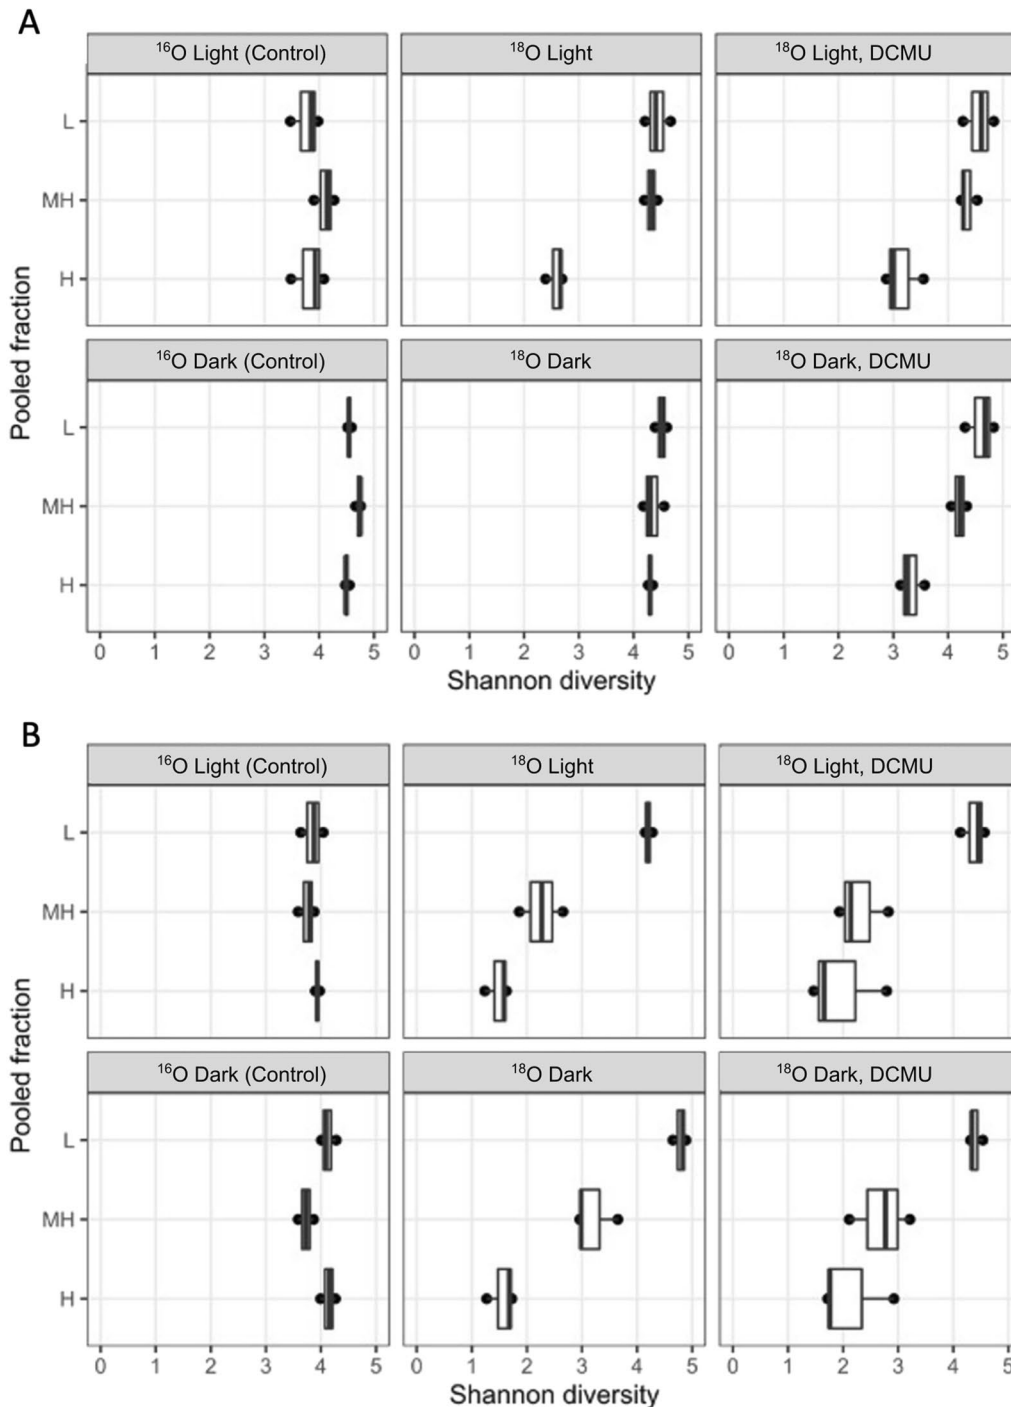 A
¹⁶O Light (Control) ¹⁸O Light ¹⁸O Light, DCMU
L
MH
H
¹⁶O Dark (Control) ¹⁸O Dark ¹⁸O Dark, DCMU
L
MH
H
Pooled fraction
0 1 2 3 4 5 0 1 2 3 4 5 0 1 2 3 4 5
Shannon diversity
B
¹⁶O Light (Control) ¹⁸O Light ¹⁸O Light, DCMU
L
MH
H
¹⁶O Dark (Control) ¹⁸O Dark ¹⁸O Dark, DCMU
L
MH
H
Pooled fraction
0 1 2 3 4 5 0 1 2 3 4 5 0 1 2 3 4 5
Shannon diversity